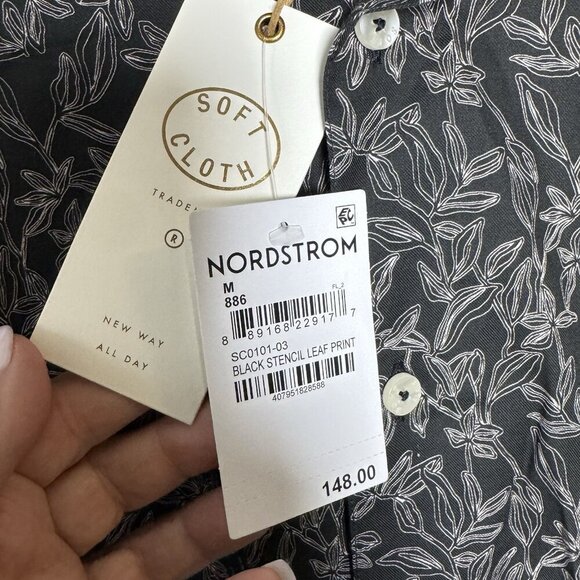 SOFT
CLOTH
TRADE
®
NEW WAY
ALL DAY
NORDSTROM
M
886
FL_2
8 89168 22917 7
SC0101-03
BLACK STENCIL LEAF PRINT
407951828588
148.00